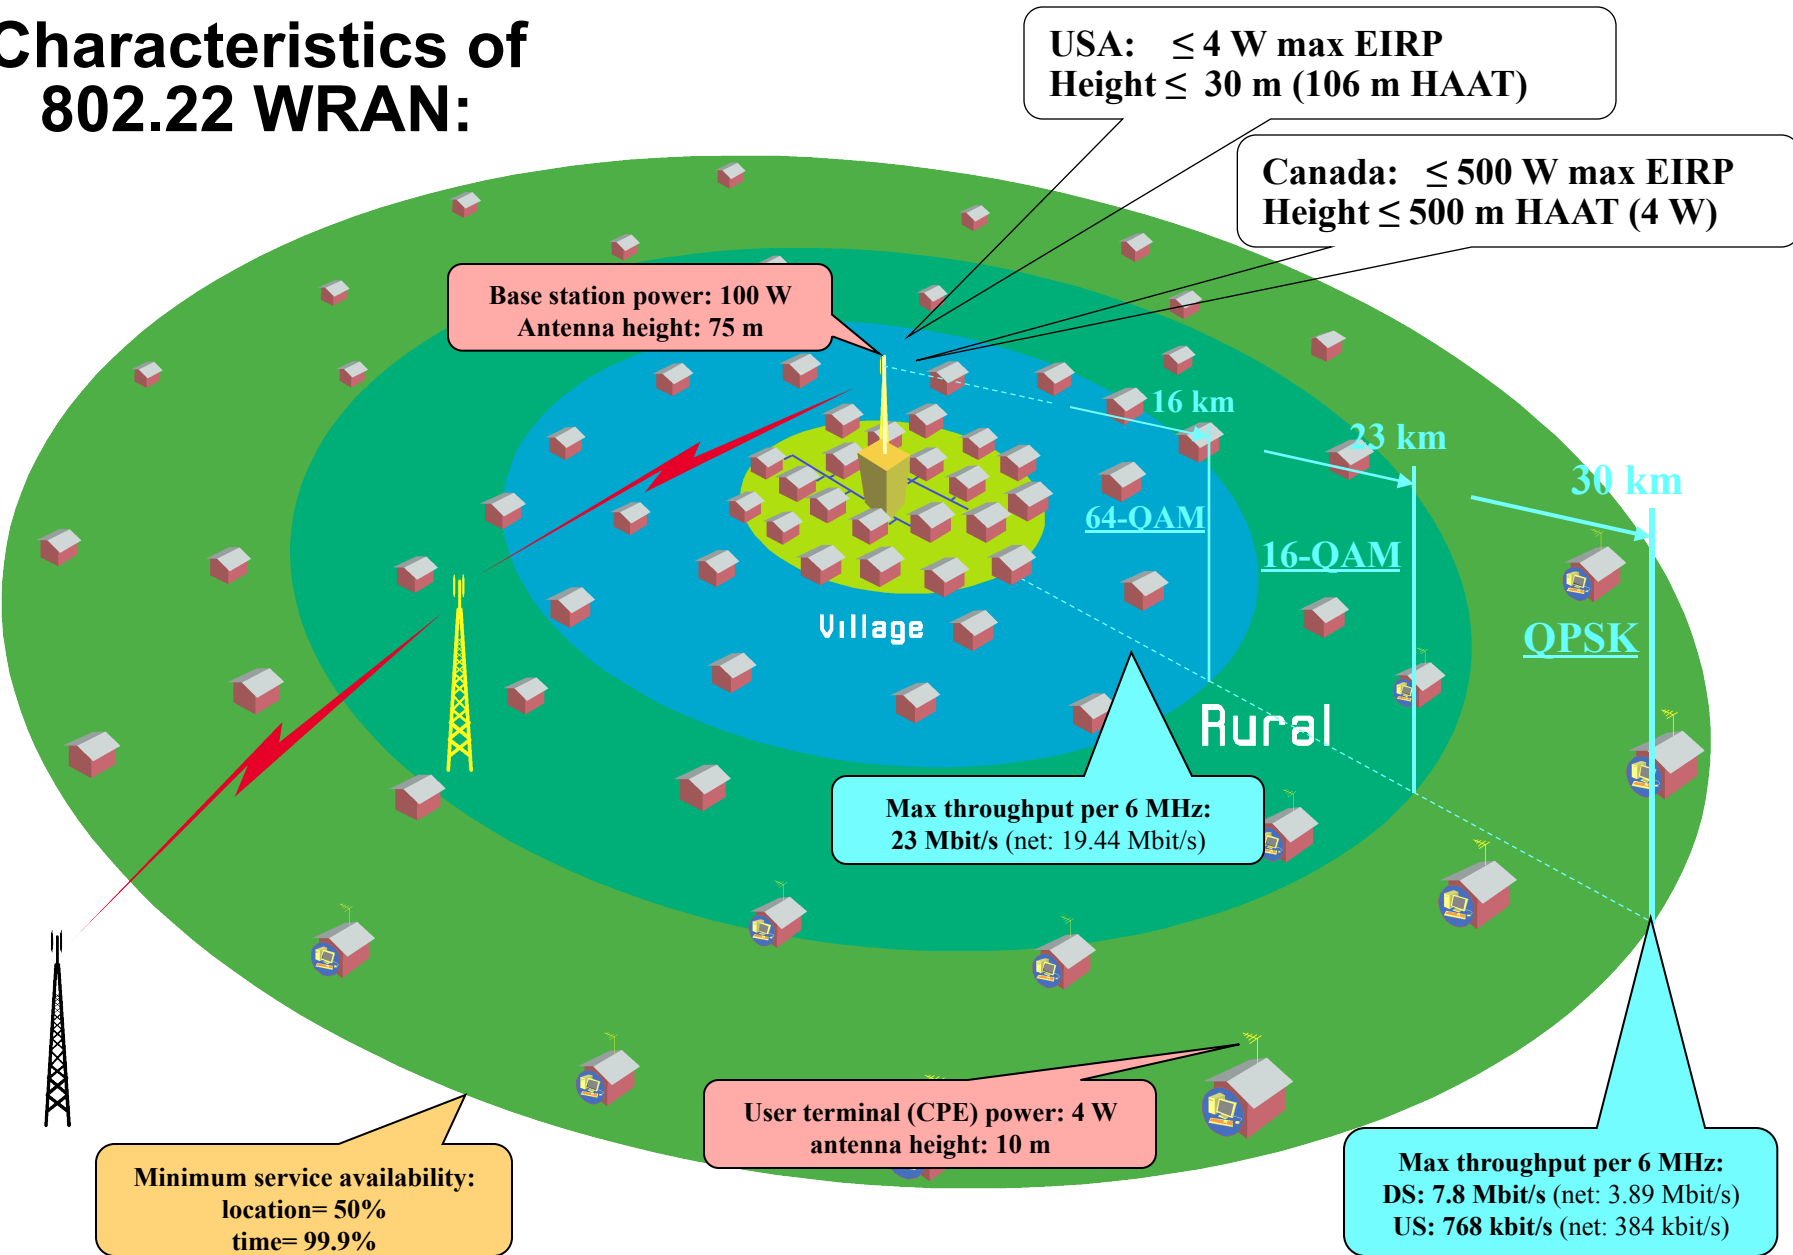 Characteristics of
802.22 WRAN:
USA: ≤ 4 W max EIRP
Height ≤ 30 m (106 m HAAT)
Canada: ≤ 500 W max EIRP
Height ≤ 500 m HAAT (4 W)
Base station power: 100 W
Antenna height: 75 m
16 km
23 km
30 km
64-QAM
16-QAM
QPSK
Village
Rural
Max throughput per 6 MHz:
23 Mbit/s (net: 19.44 Mbit/s)
User terminal (CPE) power: 4 W
antenna height: 10 m
Minimum service availability:
location= 50%
time= 99.9%
Max throughput per 6 MHz:
DS: 7.8 Mbit/s (net: 3.89 Mbit/s)
US: 768 kbit/s (net: 384 kbit/s)